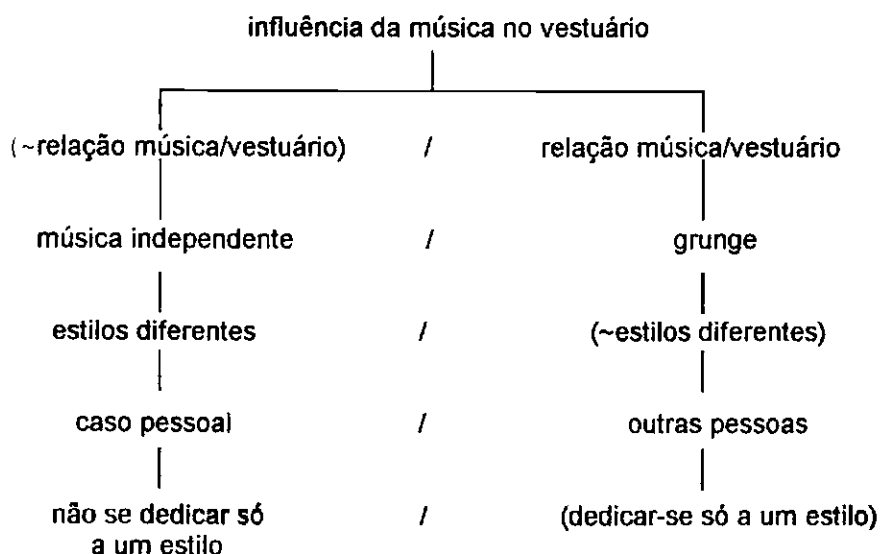 influência da música no vestuário
(~relação música/vestuário) / relação música/vestuário
música independente / grunge
estilos diferentes / (~estilos diferentes)
caso pessoal / outras pessoas
não se dedicar só / (dedicar-se só a um estilo)
a um estilo